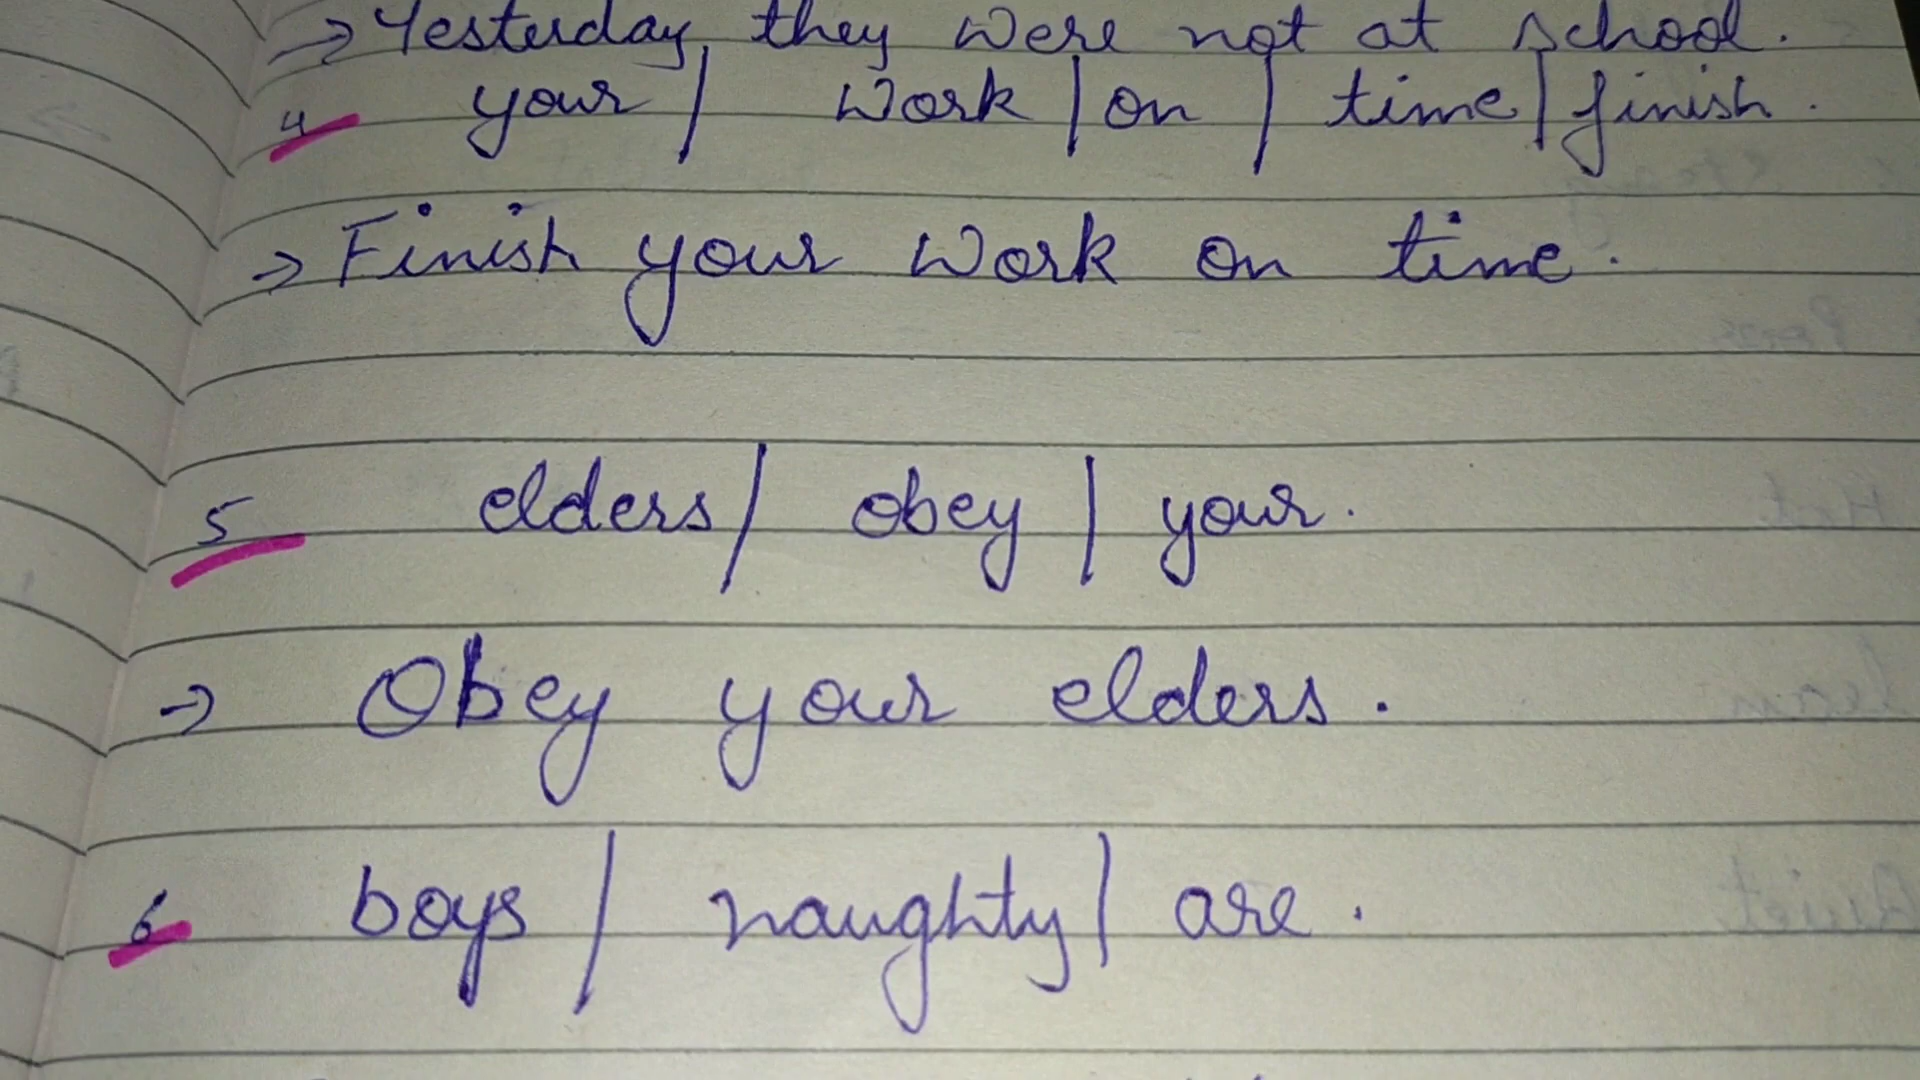 → Yesterday, they were not at school.
4 your / work / on / time / finish.
→ Finish your work on time.
5 elders / obey / your.
→ Obey your elders.
6 boys / naughty / are.